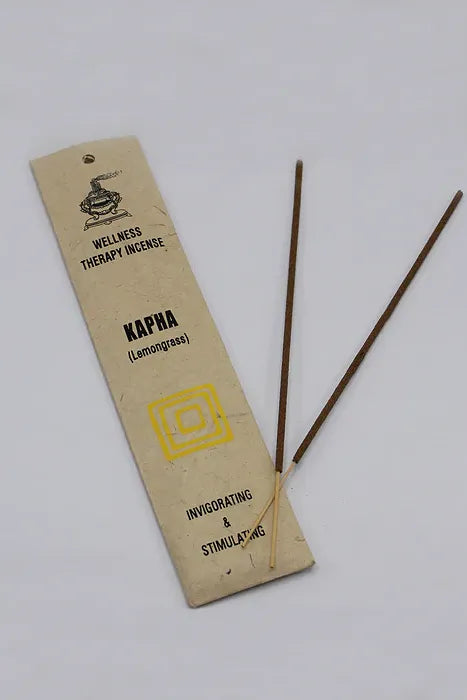 WELLNESS
THERAPY INCENSE
KAPHA
(Lemongrass)
INVIGORATING
&
STIMULATING